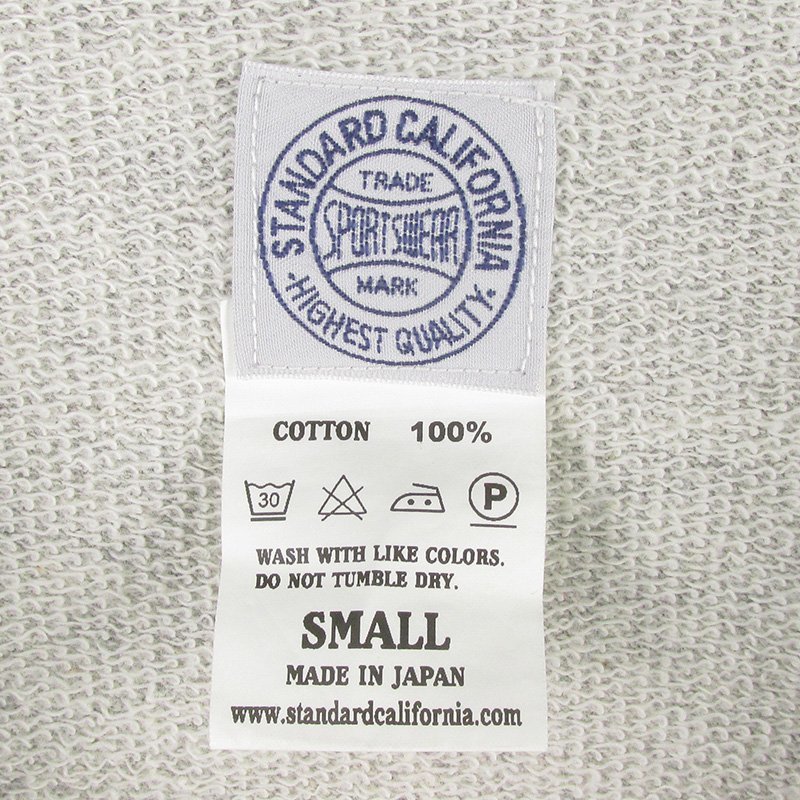 STANDARD CALIFORNIA
TRADE
SPORTSWEAR
MARK
·HIGHEST QUALITY·
COTTON 100%
30 P
WASH WITH LIKE COLORS.
DO NOT TUMBLE DRY.
SMALL
MADE IN JAPAN
www.standardcalifornia.com